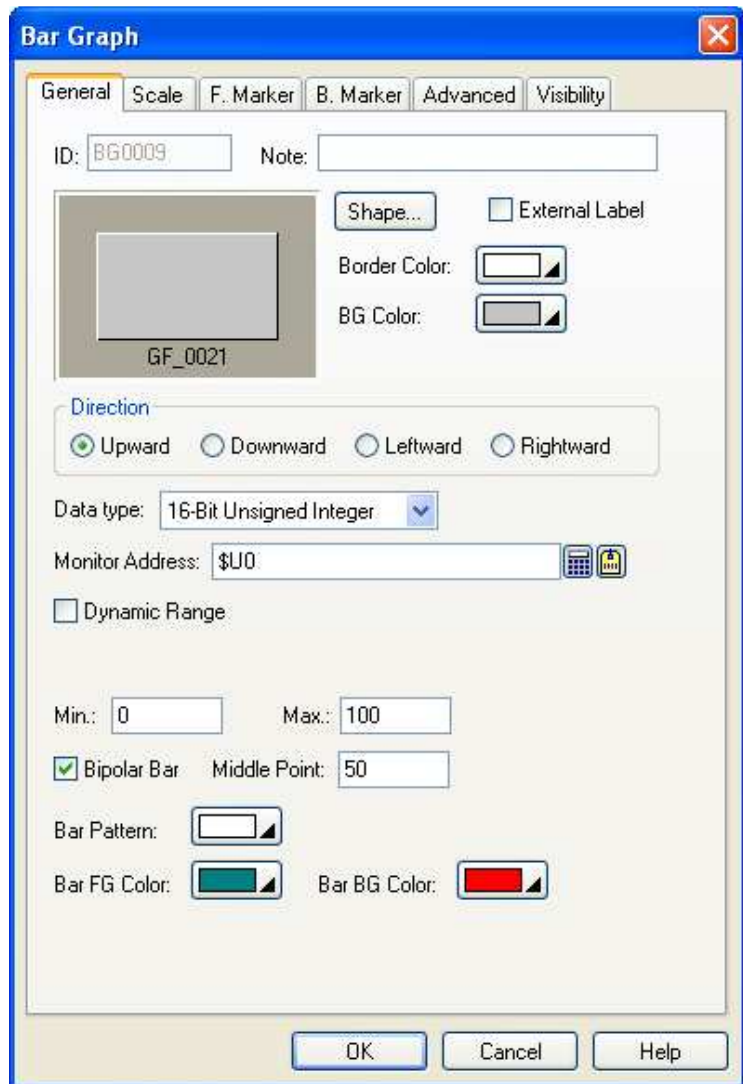 Bar Graph
General Scale F. Marker B. Marker Advanced Visibility
ID: BG0009 Note:
Shape... External Label
Border Color:
BG Color:
GF_0021
Direction
Upward Downward Leftward Rightward
Data type: 16-Bit Unsigned Integer
Monitor Address: $U0
Dynamic Range
Min.: 0 Max.: 100
Bipolar Bar Middle Point: 50
Bar Pattern:
Bar FG Color: Bar BG Color:
OK Cancel Help